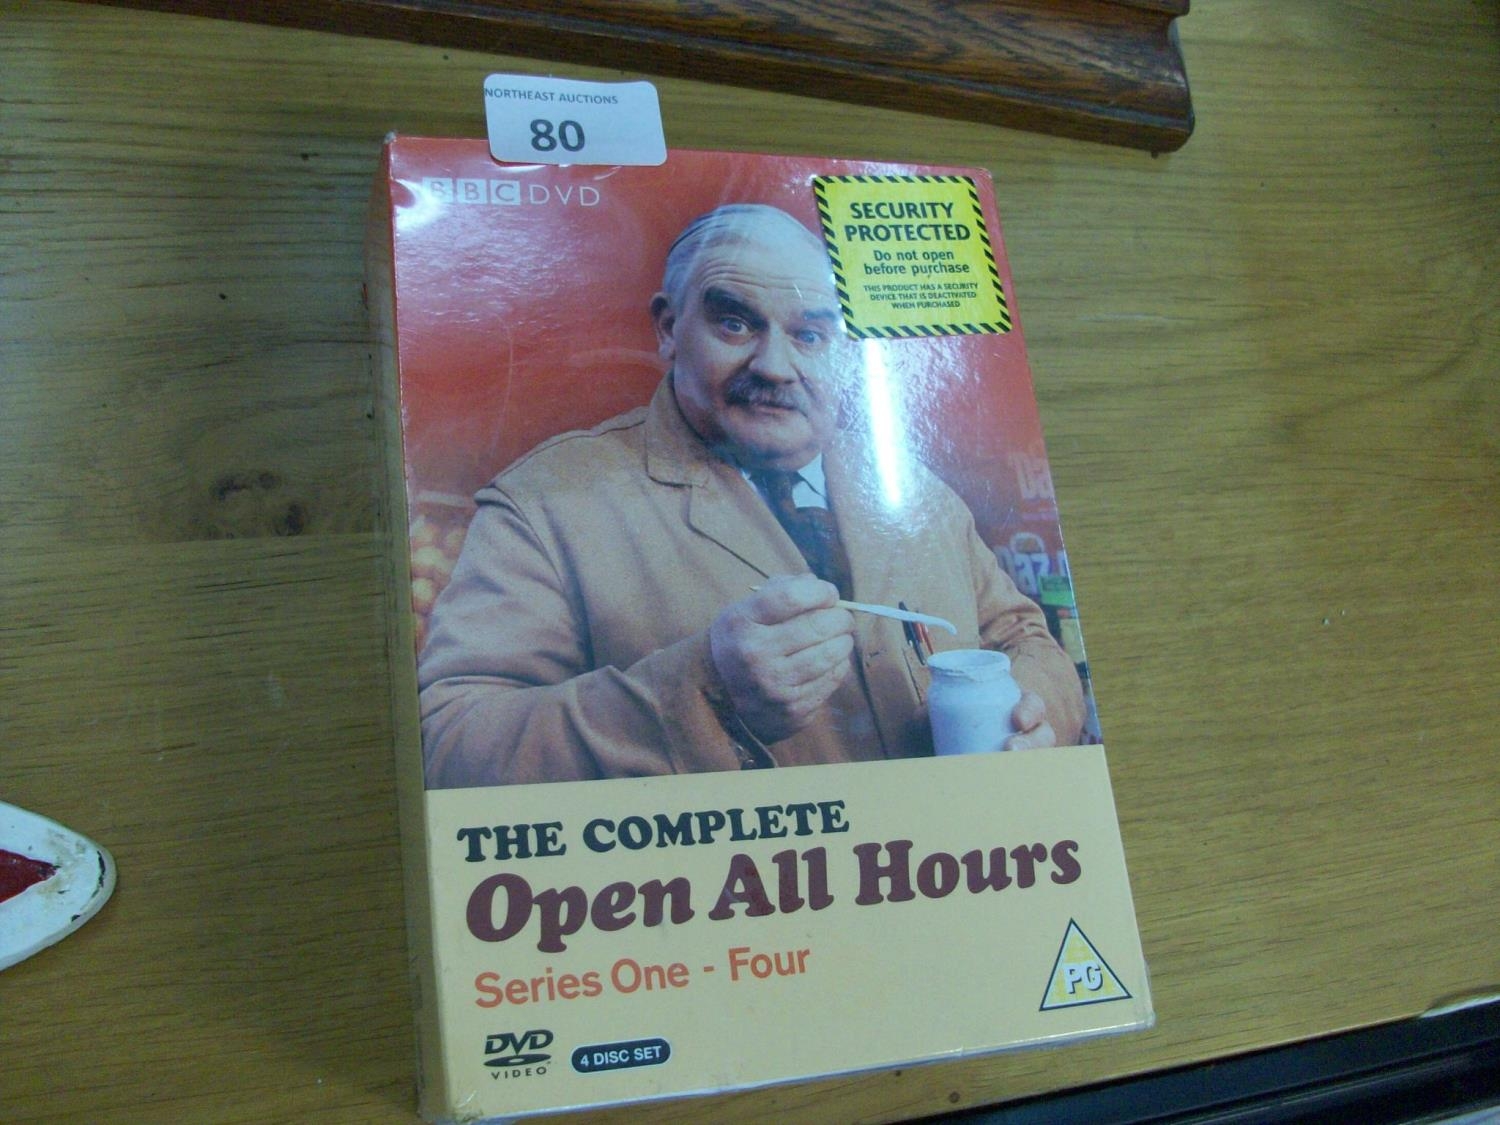 NORTHEAST AUCTIONS
80
BBC DVD
SECURITY
PROTECTED
Do not open
before purchase
THIS PRODUCT HAS A SECURITY
DEVICE THAT IS DEACTIVATED
WHEN PURCHASED
Daz
THE COMPLETE
Open All Hours
Series One - Four
PG
DVD
VIDEO
4 DISC SET